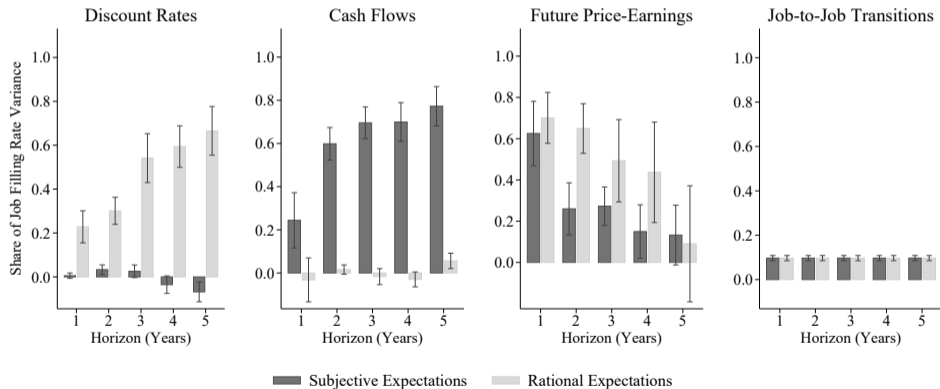 Discount Rates
Cash Flows
Future Price-Earnings
Job-to-Job Transitions
Share of Job Filling Rate Variance
1.0
0.8
0.6
0.4
0.2
0.0
1 2 3 4 5
Horizon (Years)
1.0
0.8
0.6
0.4
0.2
0.0
1 2 3 4 5
Horizon (Years)
1.0
0.8
0.6
0.4
0.2
0.0
1 2 3 4 5
Horizon (Years)
1.0
0.8
0.6
0.4
0.2
0.0
1 2 3 4 5
Horizon (Years)
Subjective Expectations Rational Expectations